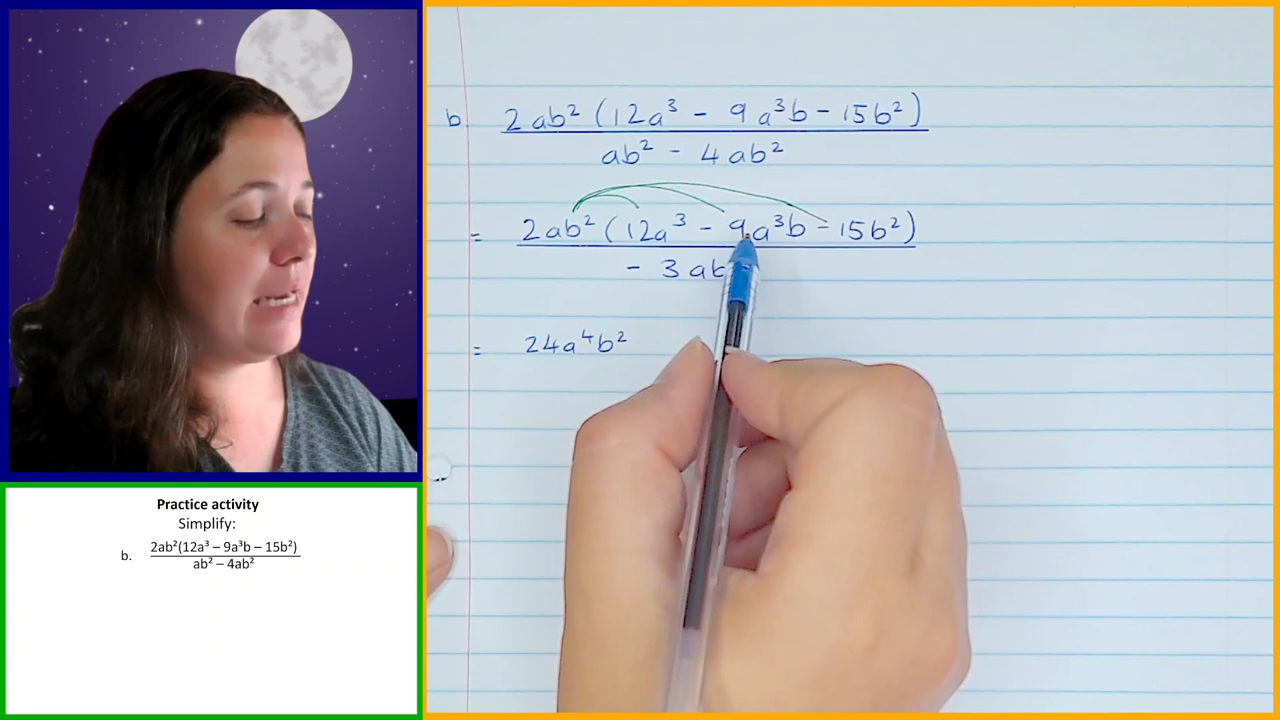 b. 2ab²(12a³ - 9a³b - 15b²)
ab² - 4ab²
= 2ab²(12a³ - 9a³b - 15b²)
- 3ab
= 24a⁴b²
Practice activity
Simplify:
b. 2ab²(12a³ – 9a³b – 15b²)
ab² – 4ab²